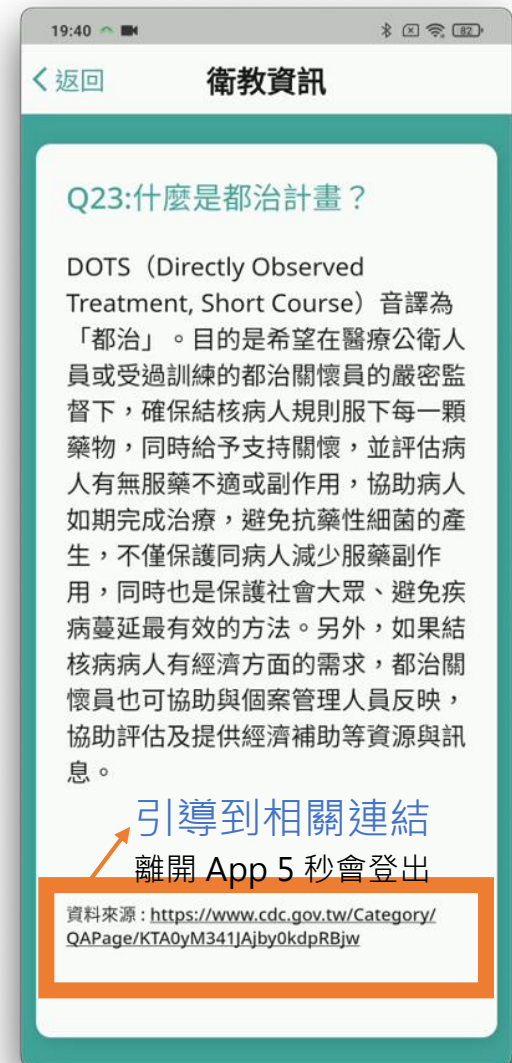 19:40
82
返回
衛教資訊
Q23:什麼是都治計畫？
DOTS（Directly Observed
Treatment, Short Course）音譯為
「都治」。目的是希望在醫療公衛人
員或受過訓練的都治關懷員的嚴密監
督下，確保結核病人規則服下每一顆
藥物，同時給予支持關懷，並評估病
人有無服藥不適或副作用，協助病人
如期完成治療，避免抗藥性細菌的產
生，不僅保護同病人減少服藥副作
用，同時也是保護社會大眾、避免疾
病蔓延最有效的方法。另外，如果結
核病病人有經濟方面的需求，都治關
懷員也可協助與個案管理人員反映，
協助評估及提供經濟補助等資源與訊
息。
引導到相關連結
離開 App 5 秒會登出
資料來源 : https://www.cdc.gov.tw/Category/
QAPage/KTA0yM341JAjby0kdpRBjw